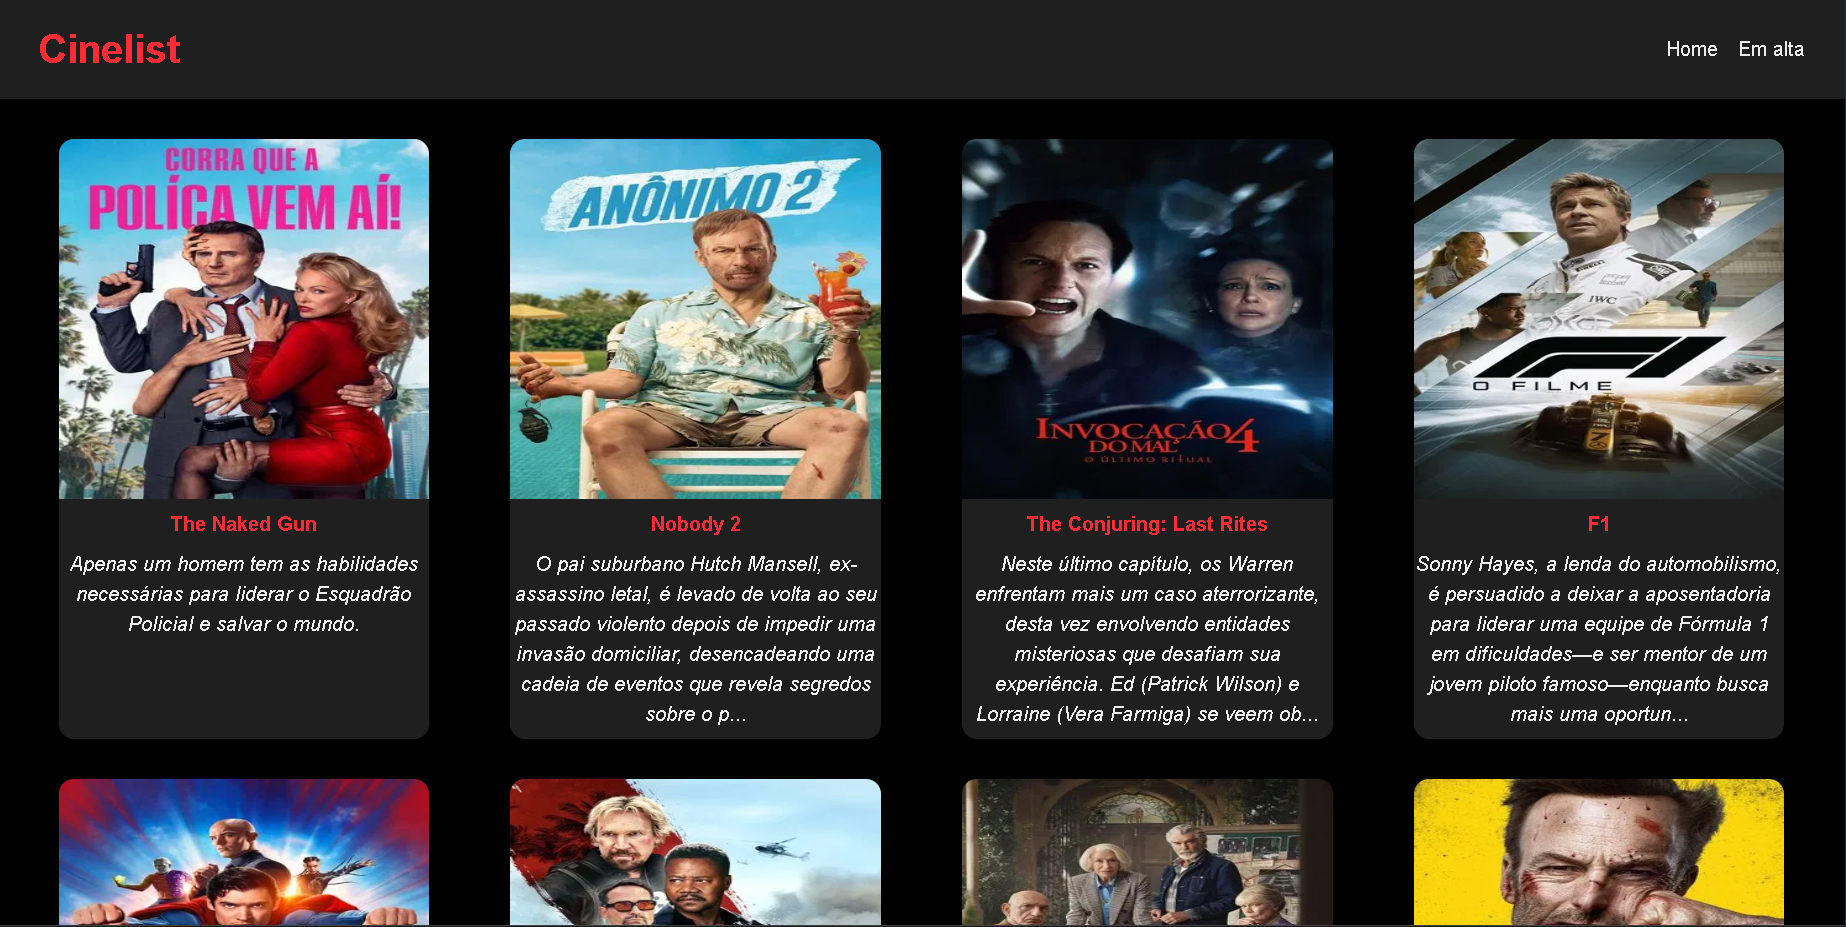 Cinelist
Home
Em alta
CORRA QUE A
POLÍCA VEM AÍ!
ANÔNIMO 2
INVOCAÇÃO 4
DO MAL
O ÚLTIMO RITUAL
IWC
F1
O FILME
7
The Naked Gun
Apenas um homem tem as habilidades
necessárias para liderar o Esquadrão
Policial e salvar o mundo.
Nobody 2
O pai suburbano Hutch Mansell, ex-
assassino letal, é levado de volta ao seu
passado violento depois de impedir uma
invasão domiciliar, desencadeando uma
cadeia de eventos que revela segredos
sobre o p...
The Conjuring: Last Rites
Neste último capítulo, os Warren
enfrentam mais um caso aterrorizante,
desta vez envolvendo entidades
misteriosas que desafiam sua
experiência. Ed (Patrick Wilson) e
Lorraine (Vera Farmiga) se veem ob...
F1
Sonny Hayes, a lenda do automobilismo,
é persuadido a deixar a aposentadoria
para liderar uma equipe de Fórmula 1
em dificuldades—e ser mentor de um
jovem piloto famoso—enquanto busca
mais uma oportun...